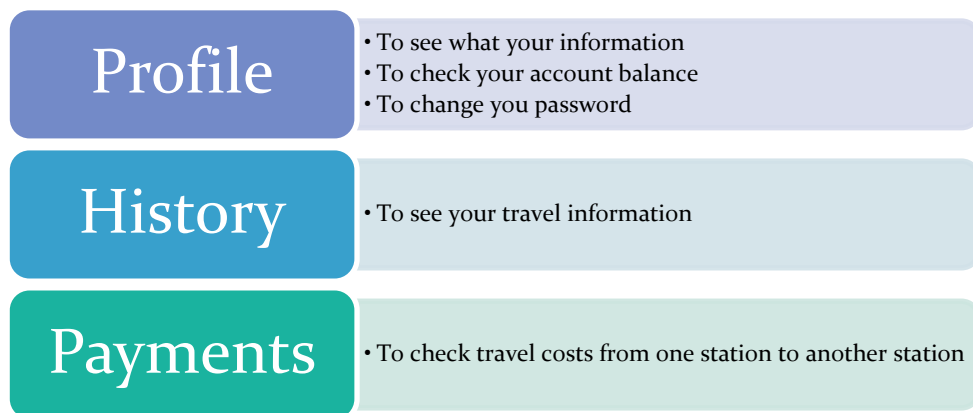 Profile
• To see what your information
• To check your account balance
• To change you password
History
• To see your travel information
Payments
• To check travel costs from one station to another station